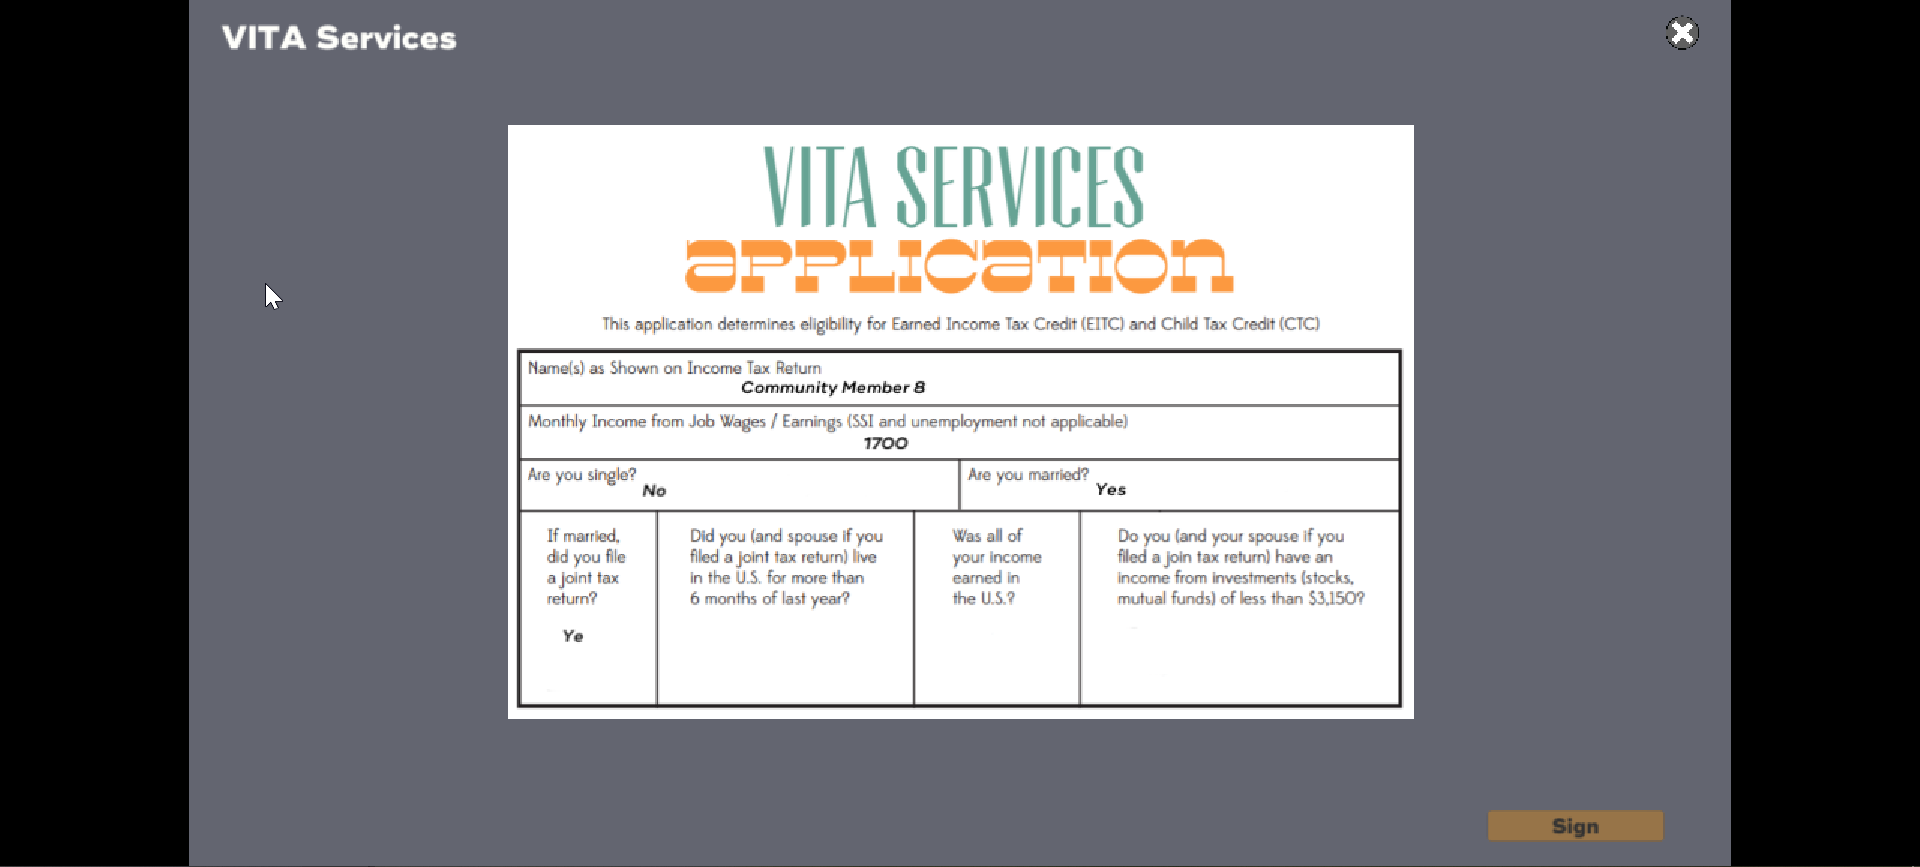 VITA Services
VITA SERVICES
APPLICATION
This application determines eligibility for Earned Income Tax Credit (EITC) and Child Tax Credit (CTC)
Name(s) as Shown on Income Tax Return
Community Member 8
Monthly Income from Job Wages / Earnings (SSI and unemployment not applicable)
1700
Are you single?
No
Are you married?
Yes
If married,
did you file
a joint tax
return?
Ye
Did you (and spouse if you
filed a joint tax return) live
in the U.S. for more than
6 months of last year?
Was all of
your income
earned in
the U.S.?
Do you (and your spouse if you
filed a join tax return) have an
income from investments (stocks,
mutual funds) of less than $3,150?
Sign